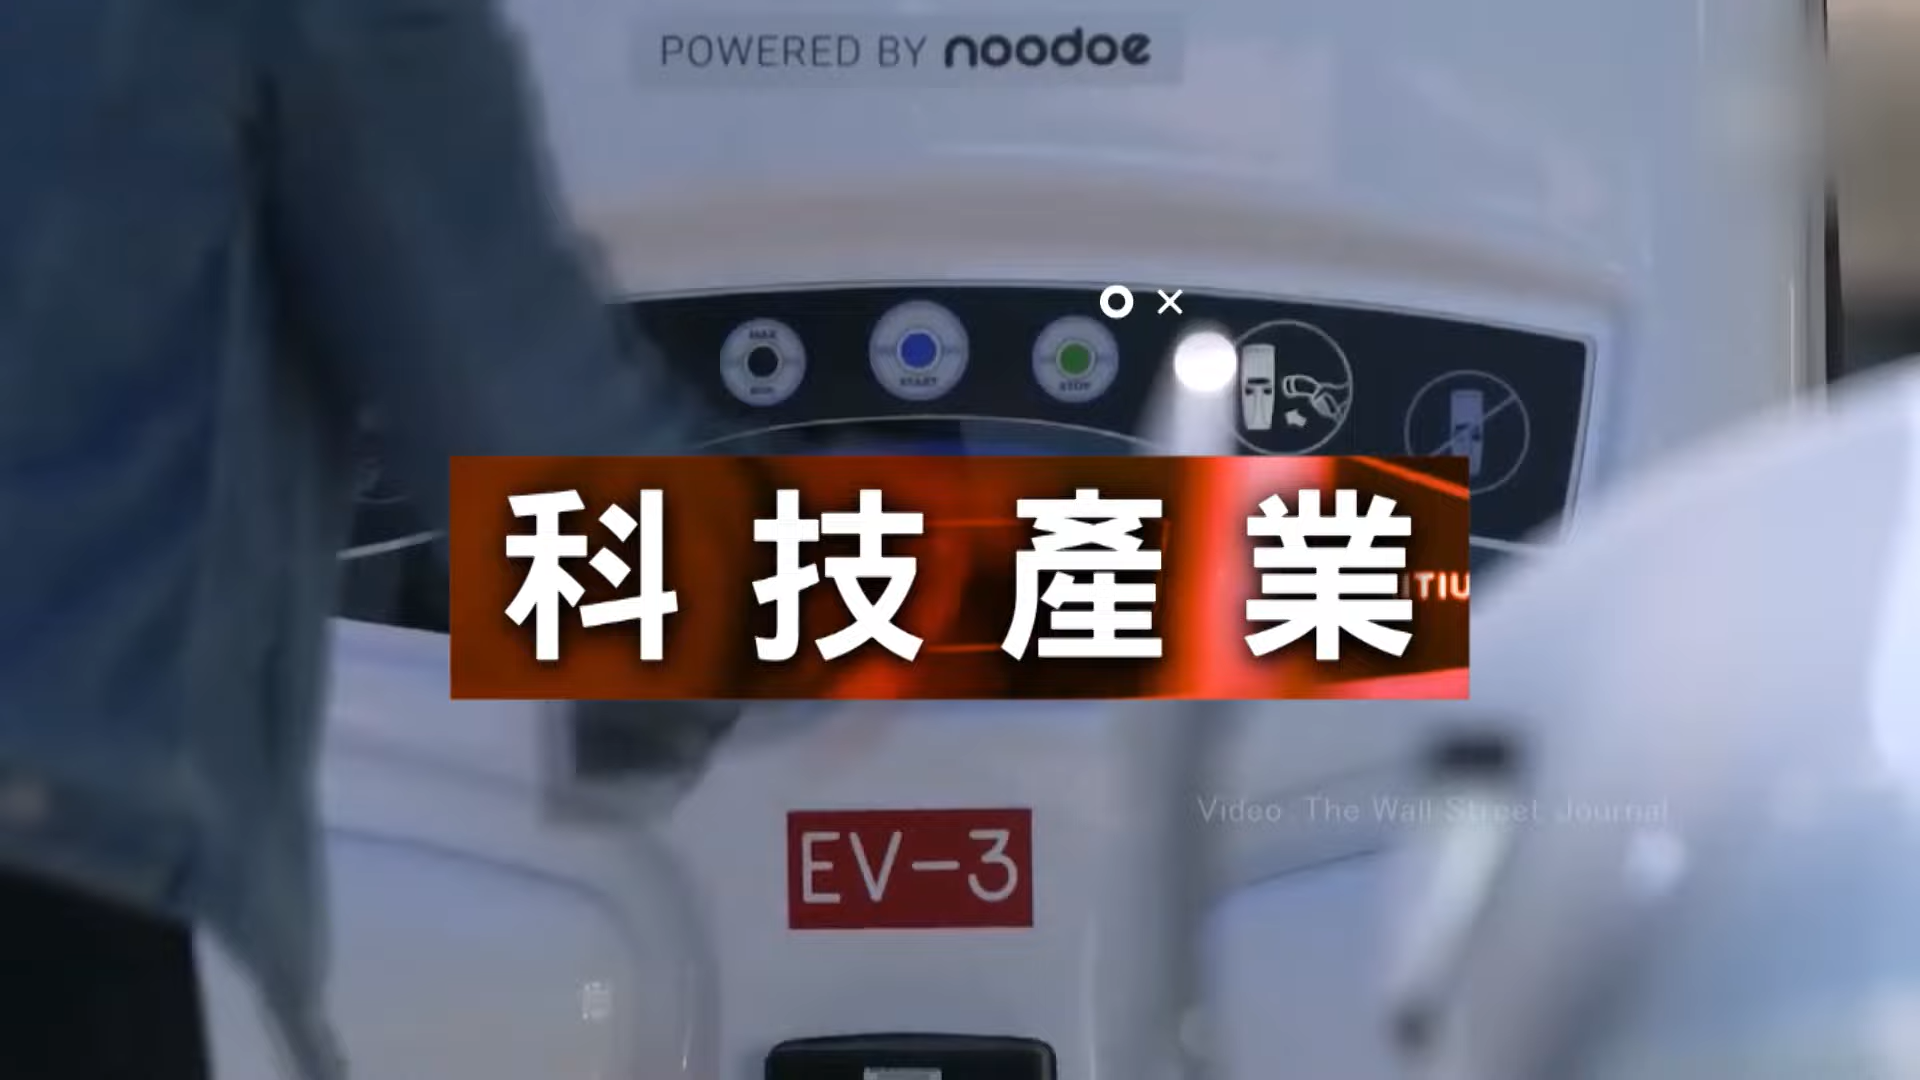 POWERED BY noodoe
MAX
START
STOP
科技產業
ITIU
Video: The Wall Street Journal
EV-3